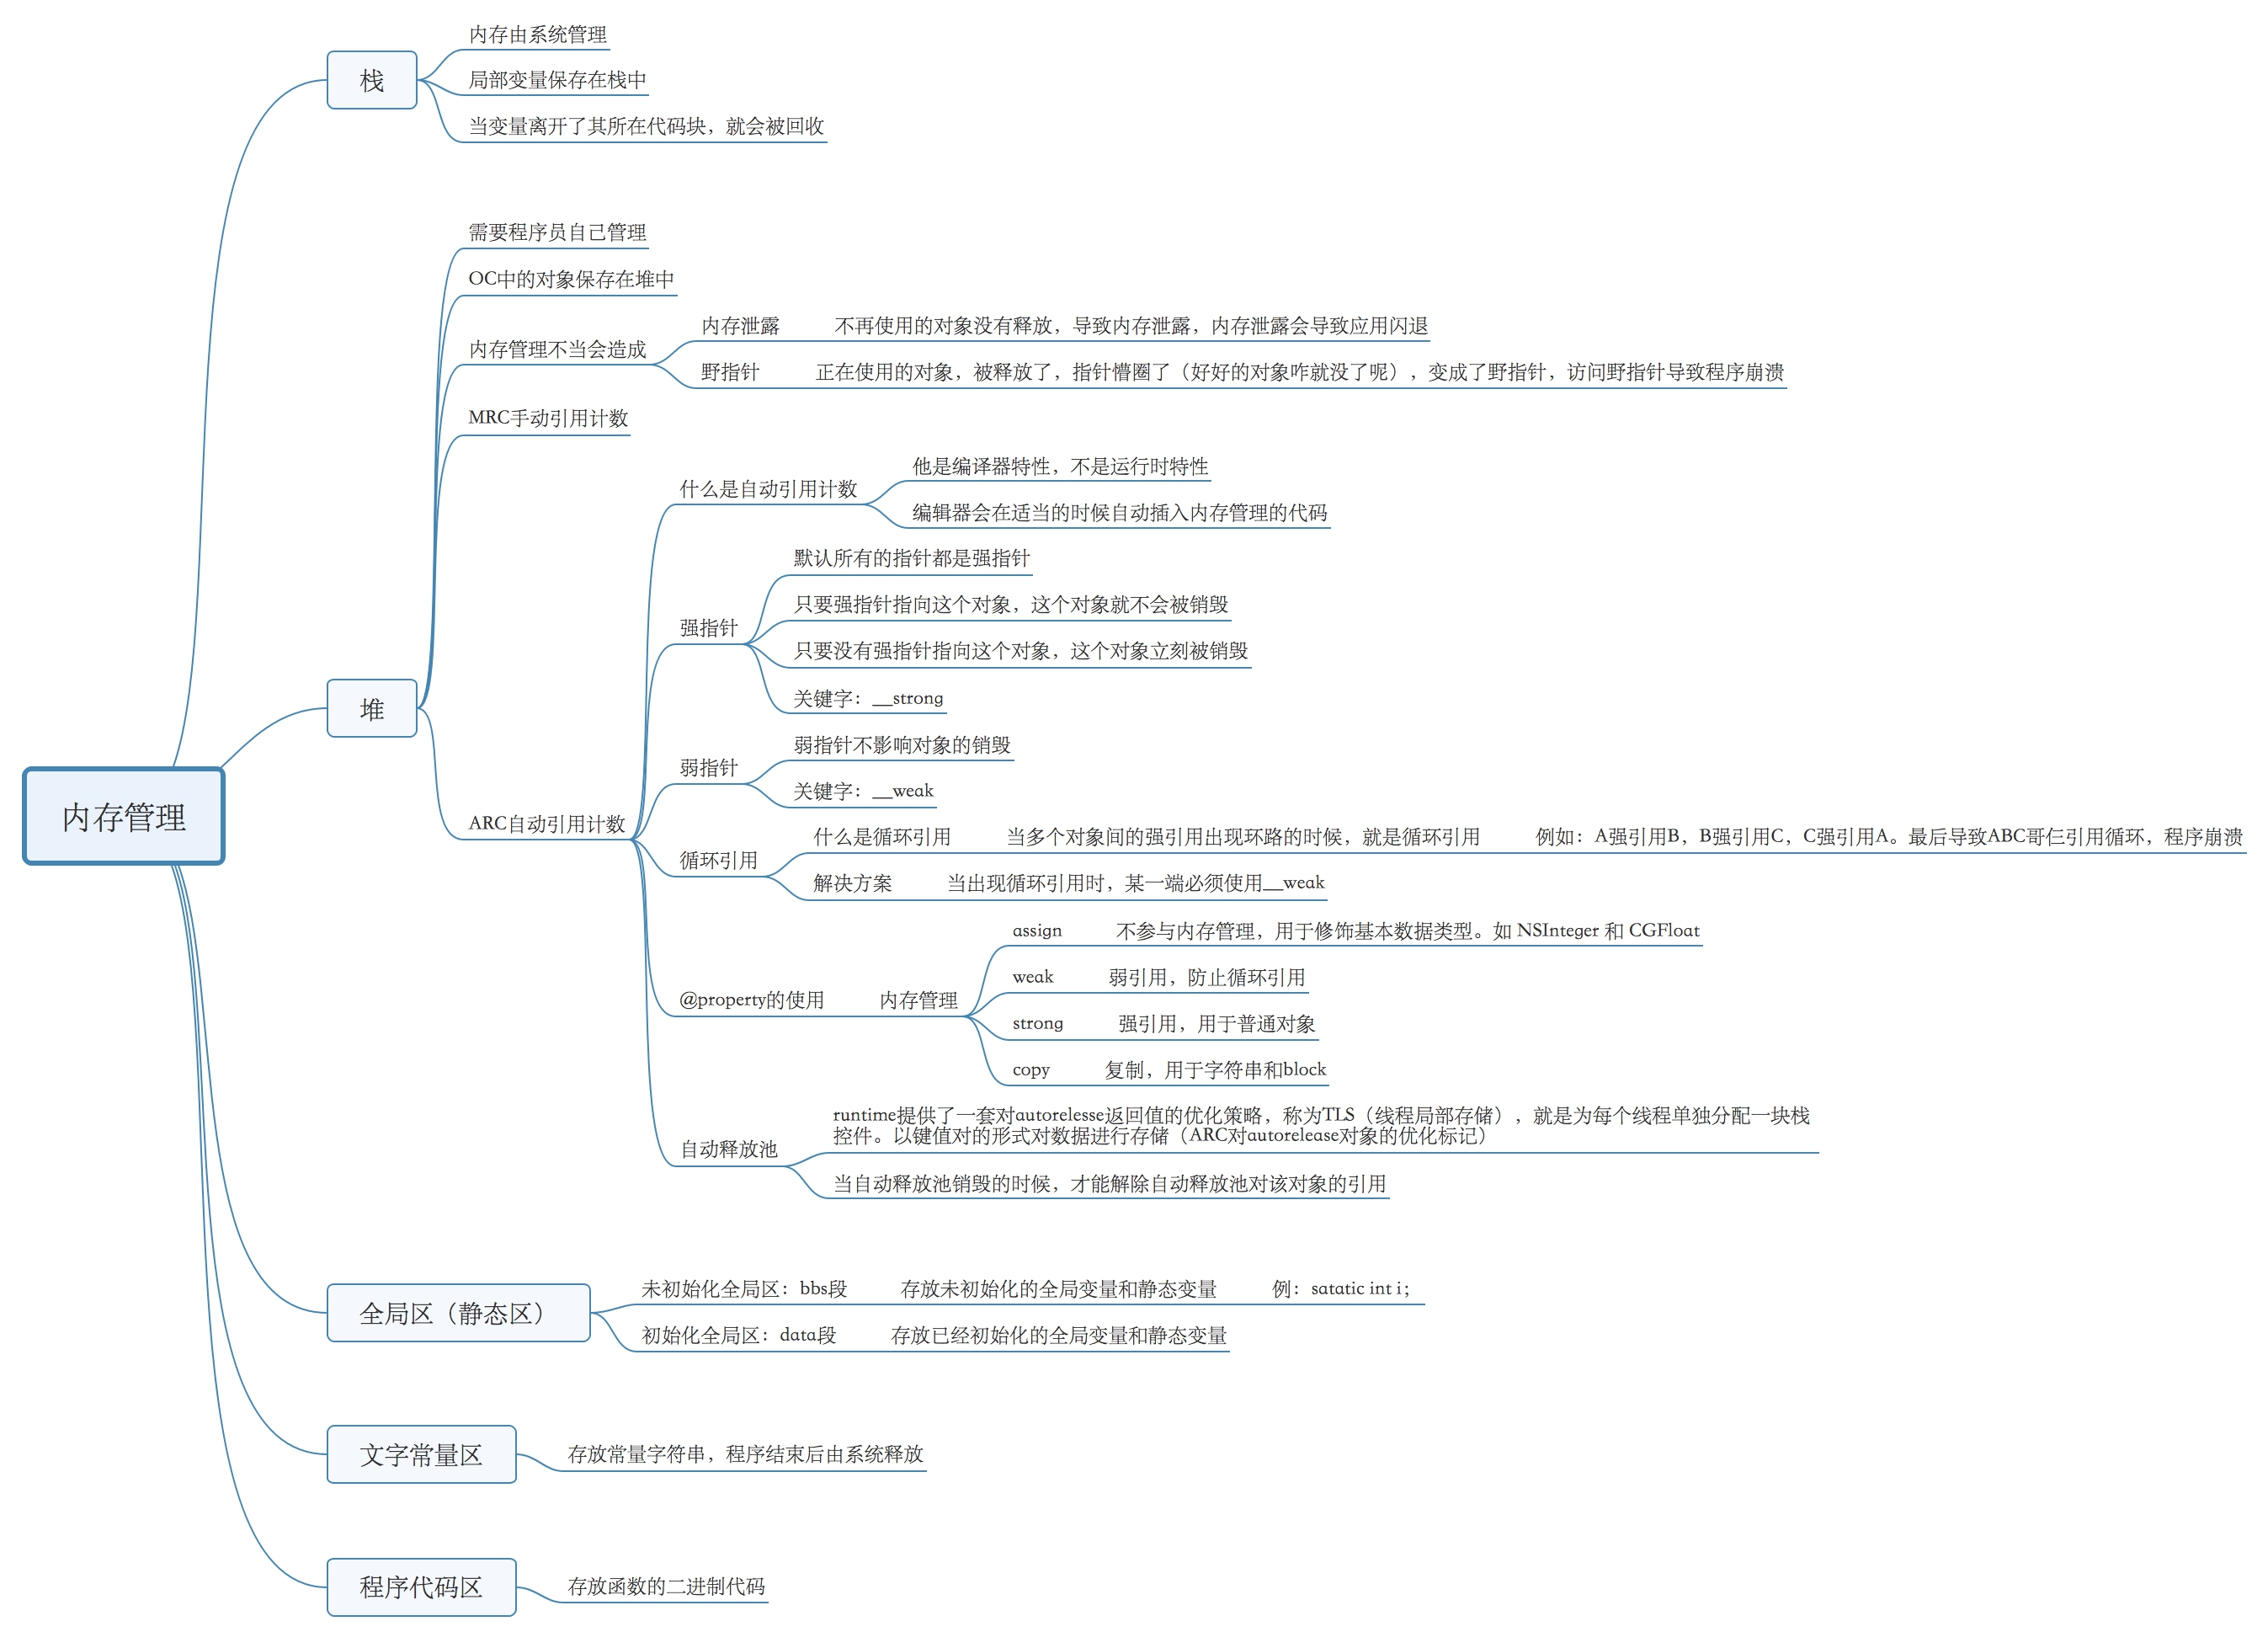 内存管理
栈
内存由系统管理
局部变量保存在栈中
当变量离开了其所在代码块，就会被回收
堆
需要程序员自己管理
OC中的对象保存在堆中
内存管理不当会造成
内存泄露 不再使用的对象没有释放，导致内存泄露，内存泄露会导致应用闪退
野指针 正在使用的对象，被释放了，指针懵圈了（好好的对象咋就没了呢），变成了野指针，访问野指针导致程序崩溃
MRC手动引用计数
ARC自动引用计数
什么是自动引用计数
他是编译器特性，不是运行时特性
编辑器会在适当的时候自动插入内存管理的代码
强指针
默认所有的指针都是强指针
只要强指针指向这个对象，这个对象就不会被销毁
只要没有强指针指向这个对象，这个对象立刻被销毁
关键字：__strong
弱指针
弱指针不影响对象的销毁
关键字：__weak
循环引用
什么是循环引用 当多个对象间的强引用出现环路的时候，就是循环引用 例如：A强引用B，B强引用C，C强引用A。最后导致ABC哥仨引用循环，程序崩溃
解决方案 当出现循环引用时，某一端必须使用__weak
@property的使用 内存管理
assign 不参与内存管理，用于修饰基本数据类型。如 NSInteger 和 CGFloat
weak 弱引用，防止循环引用
strong 强引用，用于普通对象
copy 复制，用于字符串和block
自动释放池
runtime提供了一套对autorelesse返回值的优化策略，称为TLS（线程局部存储），就是为每个线程单独分配一块栈
控件。以键值对的形式对数据进行存储（ARC对autorelease对象的优化标记）
当自动释放池销毁的时候，才能解除自动释放池对该对象的引用
全局区（静态区）
未初始化全局区：bbs段 存放未初始化的全局变量和静态变量 例：satatic int i；
初始化全局区：data段 存放已经初始化的全局变量和静态变量
文字常量区
存放常量字符串，程序结束后由系统释放
程序代码区
存放函数的二进制代码